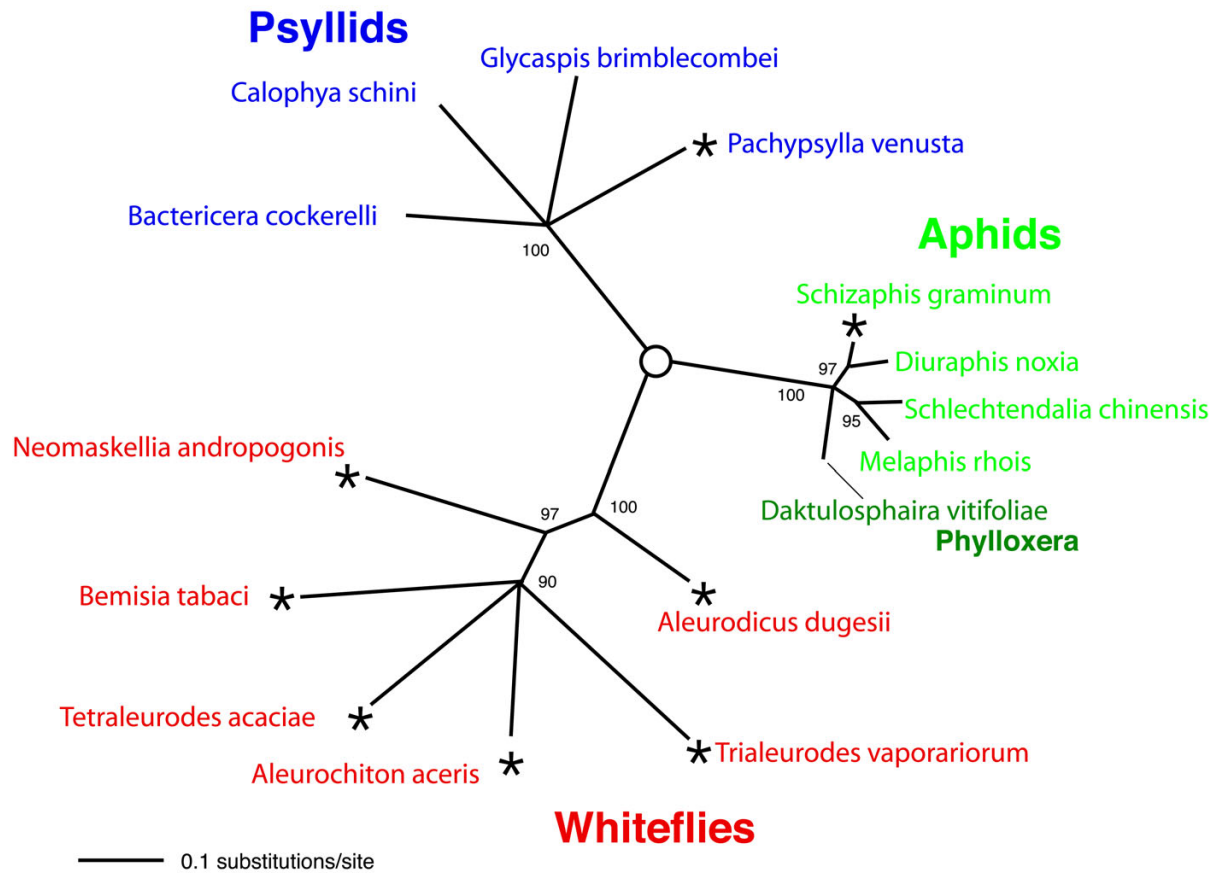 Psyllids
Glycaspis brimblecombei
Calophya schini
* Pachypsylla venusta
Bactericera cockerelli
100
Aphids
Schizaphis graminum
*
97
Diuraphis noxia
100
Schlechtendalia chinensis
95
Melaphis rhois
Daktulosphaira vitifoliae
Phylloxera
Neomaskellia andropogonis
*
97
100
90
Bemisia tabaci *
*
Aleurodicus dugesii
Tetraleurodes acaciae *
Aleurochiton aceris *
* Trialeurodes vaporariorum
Whiteflies
0.1 substitutions/site